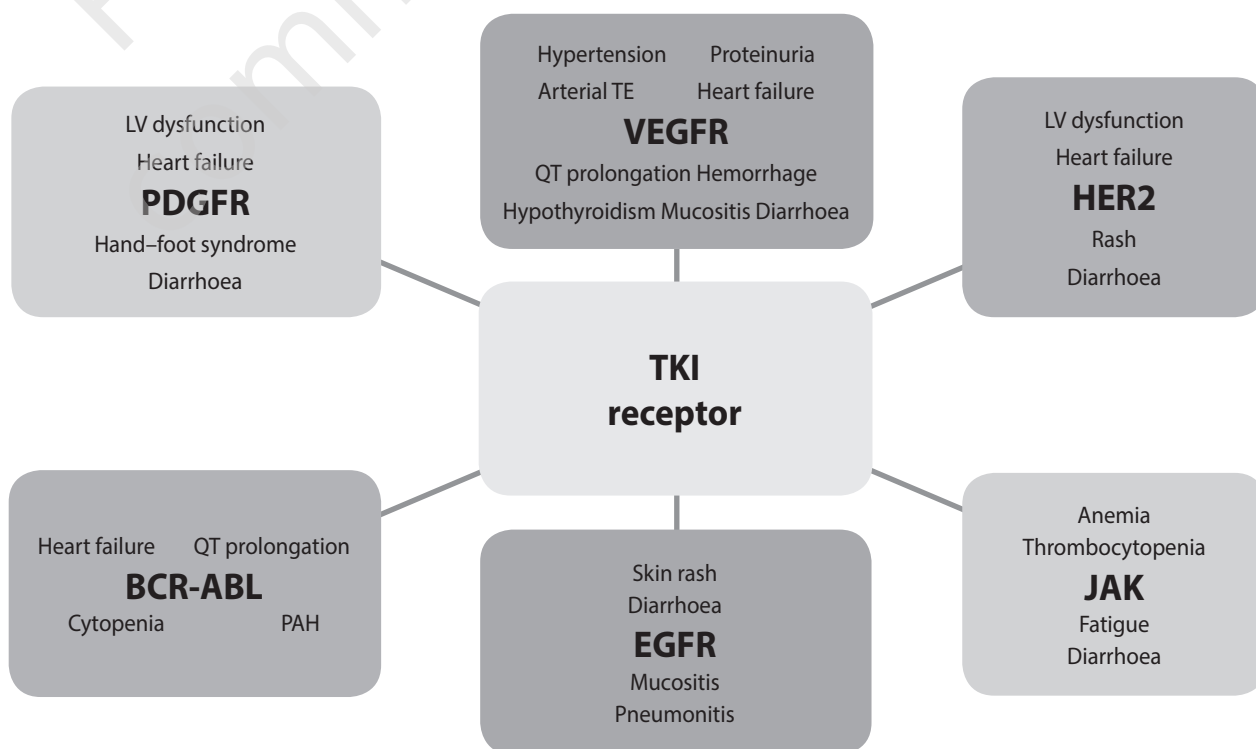 Hypertension Proteinuria
Arterial TE Heart failure
VEGFR
QT prolongation Hemorrhage
Hypothyroidism Mucositis Diarrhoea
LV dysfunction
Heart failure
PDGFR
Hand–foot syndrome
Diarrhoea
LV dysfunction
Heart failure
HER2
Rash
Diarrhoea
TKI
receptor
Heart failure QT prolongation
BCR-ABL
Cytopenia PAH
Skin rash
Diarrhoea
EGFR
Mucositis
Pneumonitis
Anemia
Thrombocytopenia
JAK
Fatigue
Diarrhoea